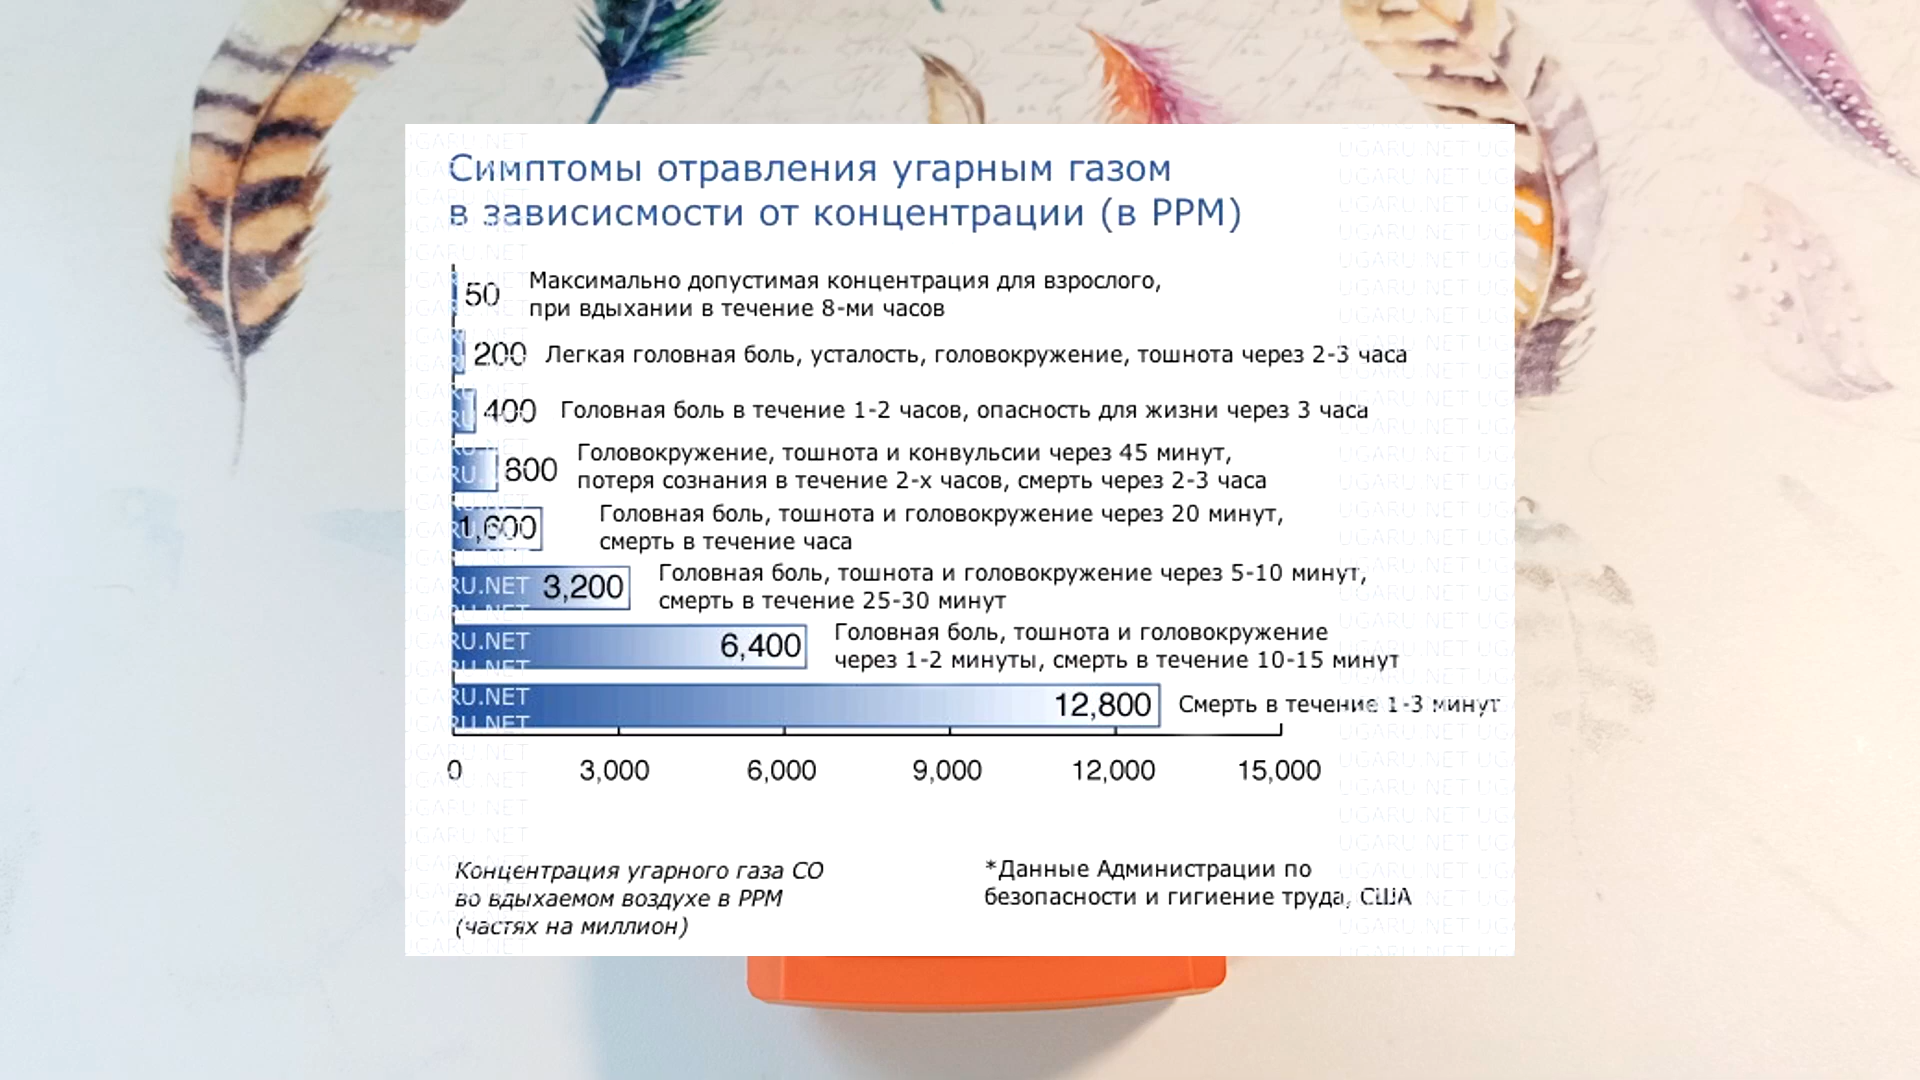 Симптомы отравления угарным газом
в зависисмости от концентрации (в PPM)
50 Максимально допустимая концентрация для взрослого,
при вдыхании в течение 8-ми часов
200 Легкая головная боль, усталость, головокружение, тошнота через 2-3 часа
400 Головная боль в течение 1-2 часов, опасность для жизни через 3 часа
800 Головокружение, тошнота и конвульсии через 45 минут,
потеря сознания в течение 2-х часов, смерть через 2-3 часа
1,600 Головная боль, тошнота и головокружение через 20 минут,
смерть в течение часа
3,200 Головная боль, тошнота и головокружение через 5-10 минут,
смерть в течение 25-30 минут
6,400 Головная боль, тошнота и головокружение
через 1-2 минуты, смерть в течение 10-15 минут
12,800 Смерть в течение 1-3 минут
0 3,000 6,000 9,000 12,000 15,000
Концентрация угарного газа СО
во вдыхаемом воздухе в PPM
(частях на миллион)
*Данные Администрации по
безопасности и гигиение труда, США
UGARU.NET